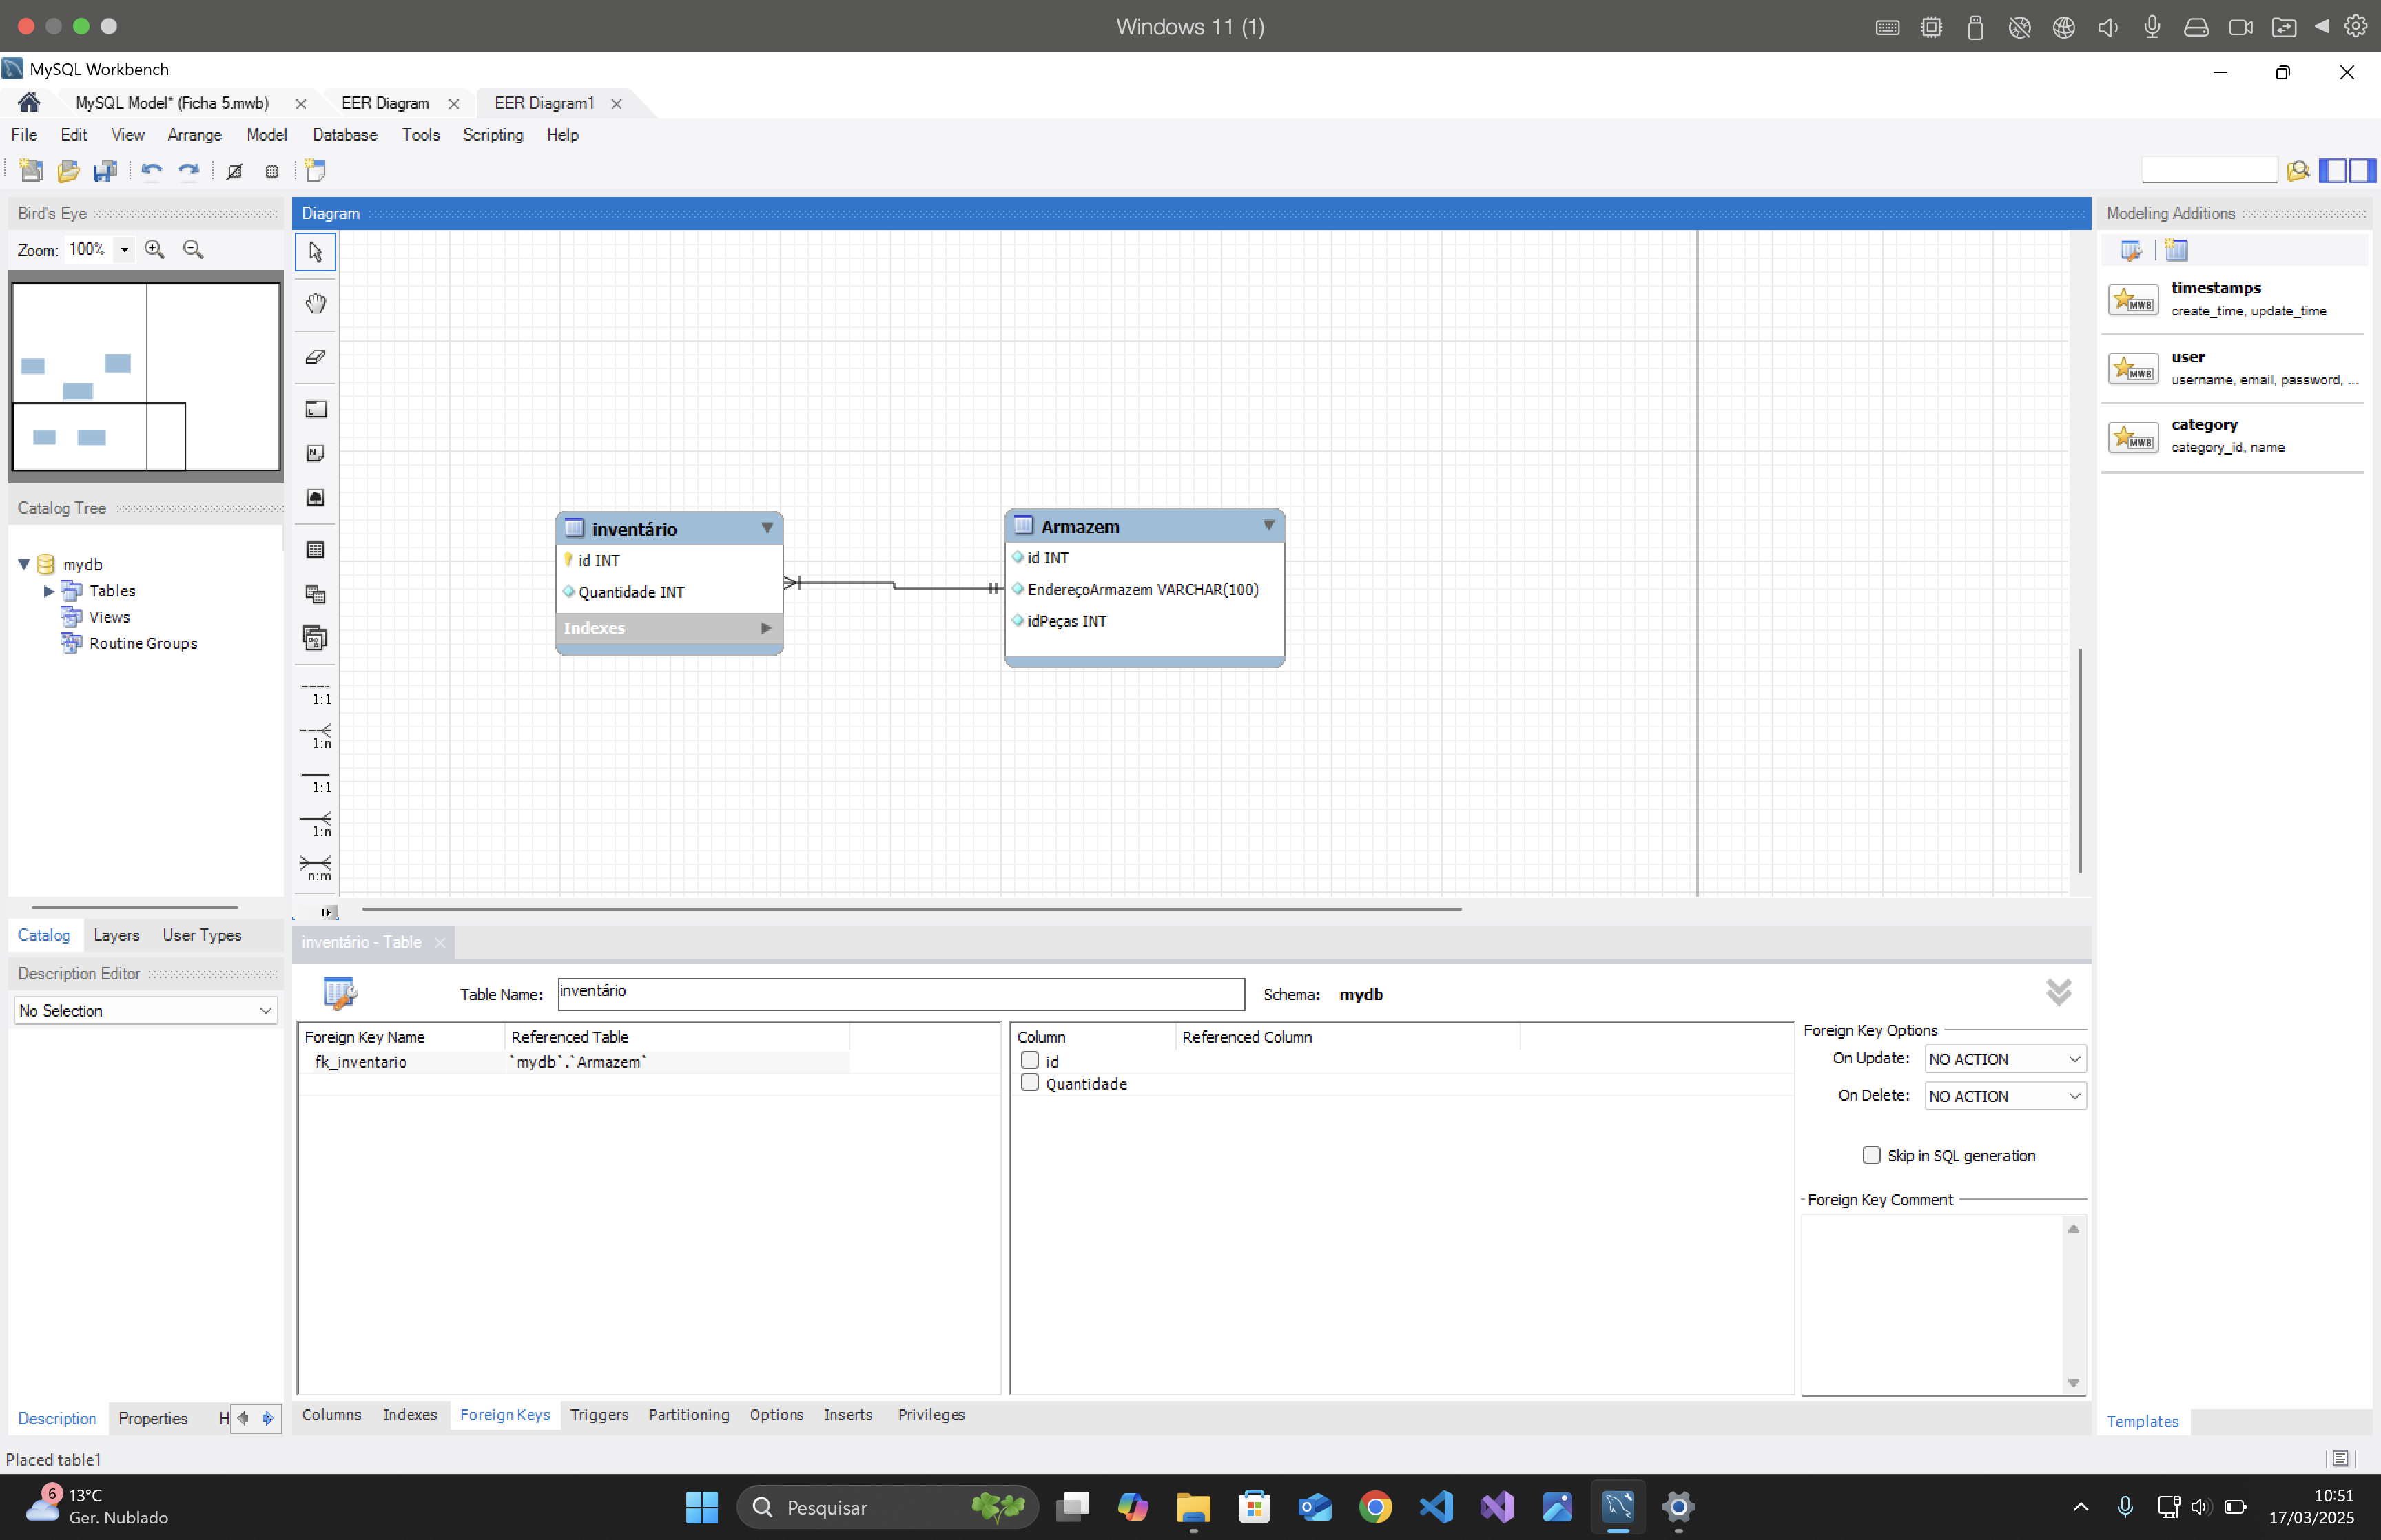 Windows 11 (1)
MySQL Workbench
MySQL Model* (Ficha 5.mwb)
EER Diagram
EER Diagram1
File Edit View Arrange Model Database Tools Scripting Help
Bird's Eye
Zoom: 100%
Catalog Tree
mydb
Tables
Views
Routine Groups
Catalog Layers User Types
Description Editor
No Selection
Description Properties H
Placed table1
Diagram
1:1
1:n
1:1
1:n
n:m
inventário
id INT
Quantidade INT
Indexes
Armazem
id INT
EndereçoArmazem VARCHAR(100)
idPeças INT
inventário - Table
Table Name: inventário Schema: mydb
Foreign Key Name Referenced Table
fk_inventario `mydb`.`Armazem`
Column Referenced Column
id
Quantidade
Foreign Key Options
On Update: NO ACTION
On Delete: NO ACTION
Skip in SQL generation
Foreign Key Comment
Columns Indexes Foreign Keys Triggers Partitioning Options Inserts Privileges
Modeling Additions
MWB
timestamps
create_time, update_time
MWB
user
username, email, password, ...
MWB
category
category_id, name
Templates
6
13°C
Ger. Nublado
Pesquisar
10:51
17/03/2025